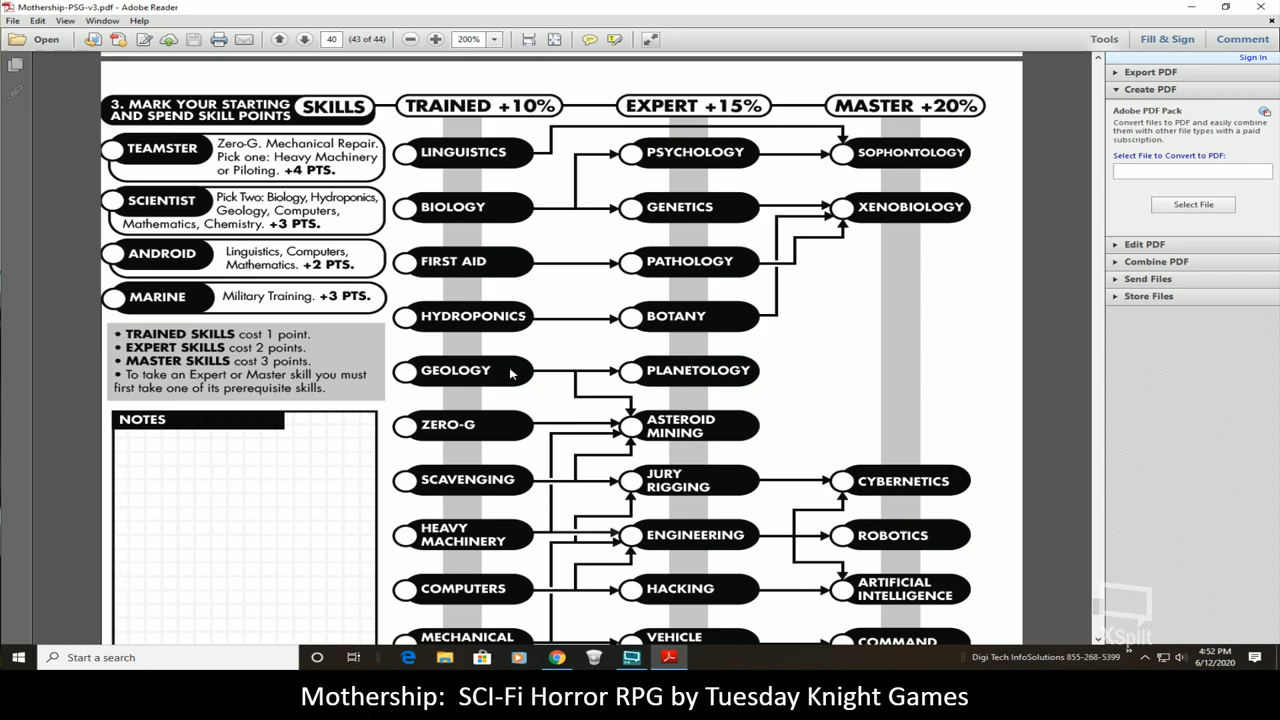 Mothership-PSG-v3.pdf - Adobe Reader
File Edit View Window Help
Open 40 (43 of 44) 200% Tools Fill & Sign Comment
Sign In
Export PDF
Create PDF
Adobe PDF Pack
Convert files to PDF and easily combine
them with other file types with a paid
subscription.
Select File to Convert to PDF:
Select File
Edit PDF
Combine PDF
Send Files
Store Files
3. MARK YOUR STARTING
AND SPEND SKILL POINTS
SKILLS
TRAINED +10%
EXPERT +15%
MASTER +20%
TEAMSTER
Zero-G. Mechanical Repair.
Pick one: Heavy Machinery
or Piloting. +4 PTS.
SCIENTIST
Pick Two: Biology, Hydroponics,
Geology, Computers,
Mathematics, Chemistry. +3 PTS.
ANDROID
Linguistics, Computers,
Mathematics. +2 PTS.
MARINE
Military Training. +3 PTS.
• TRAINED SKILLS cost 1 point.
• EXPERT SKILLS cost 2 points.
• MASTER SKILLS cost 3 points.
• To take an Expert or Master skill you must
first take one of its prerequisite skills.
NOTES
LINGUISTICS
BIOLOGY
FIRST AID
HYDROPONICS
GEOLOGY
ZERO-G
SCAVENGING
HEAVY
MACHINERY
COMPUTERS
MECHANICAL
PSYCHOLOGY
GENETICS
PATHOLOGY
BOTANY
PLANETOLOGY
ASTEROID
MINING
JURY
RIGGING
ENGINEERING
HACKING
VEHICLE
SOPHONTOLOGY
XENOBIOLOGY
CYBERNETICS
ROBOTICS
ARTIFICIAL
INTELLIGENCE
COMMAND
XSplit
Start a search
Digi Tech InfoSolutions 855-268-5399
4:52 PM
6/12/2020
Mothership: SCI-Fi Horror RPG by Tuesday Knight Games